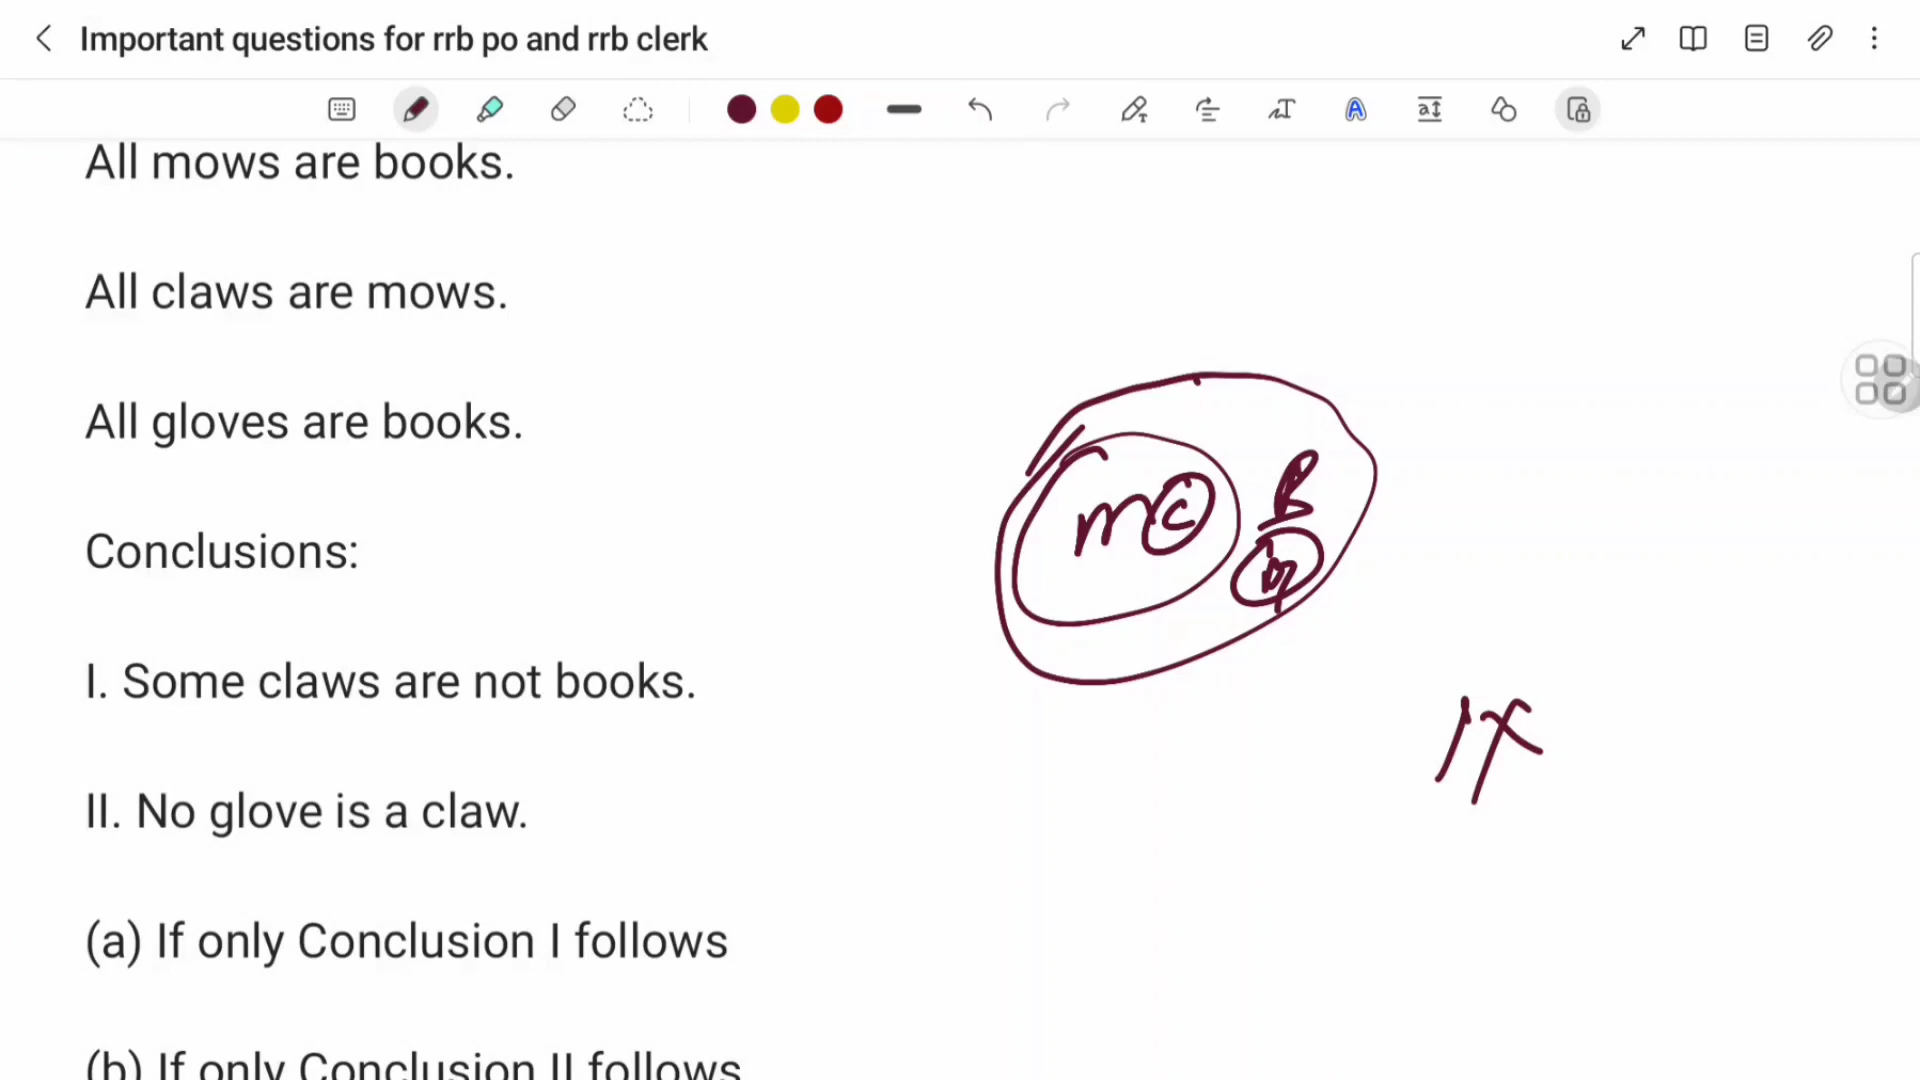 Important questions for rrb po and rrb clerk
All mows are books.
All claws are mows.
All gloves are books.
Conclusions:
I. Some claws are not books.
II. No glove is a claw.
(a) If only Conclusion I follows
(b) If only Conclusion II follows
m c B